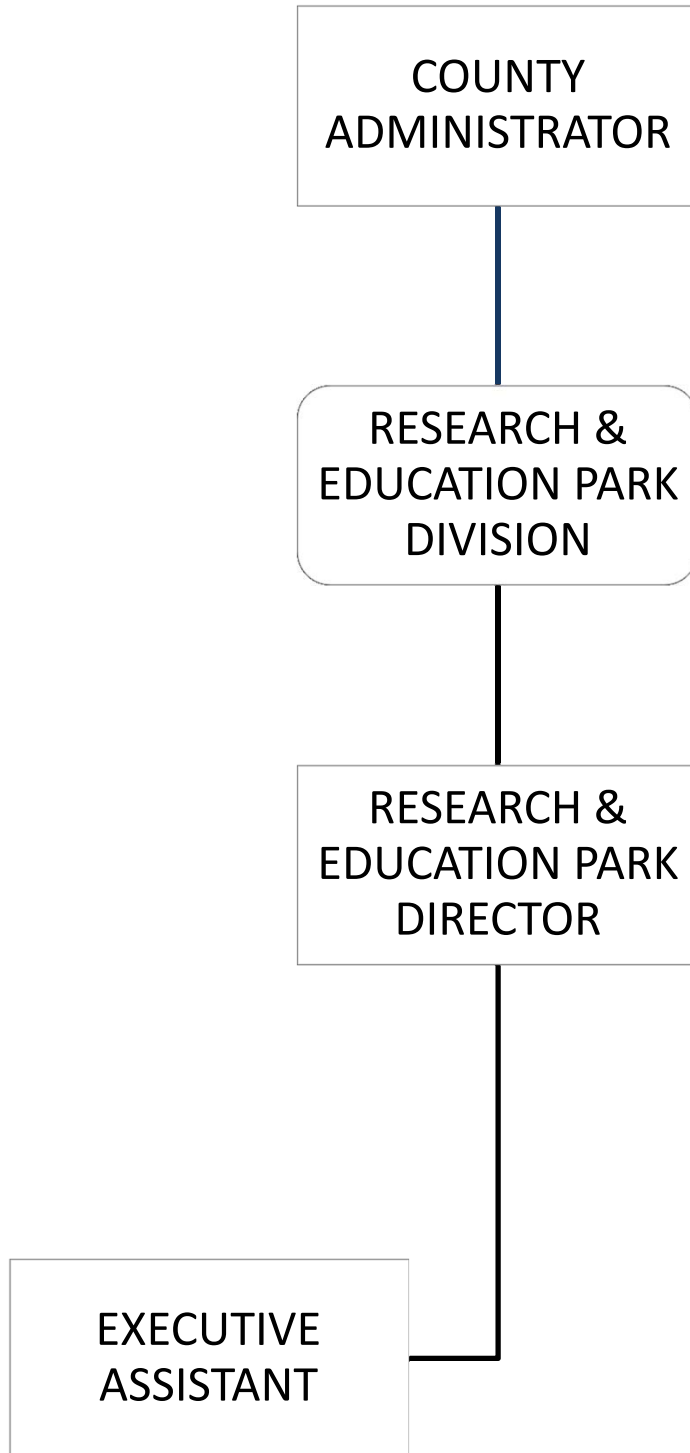 COUNTY
ADMINISTRATOR
RESEARCH &
EDUCATION PARK
DIVISION
RESEARCH &
EDUCATION PARK
DIRECTOR
EXECUTIVE
ASSISTANT